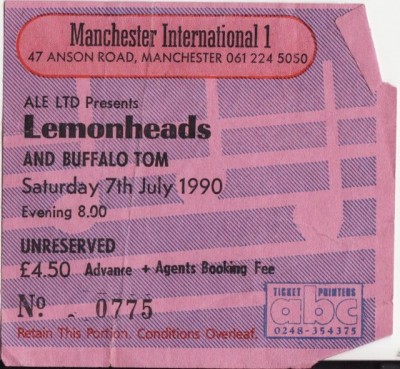 Manchester International 1
47 ANSON ROAD, MANCHESTER 061 224 5050
ALE LTD Presents
Lemonheads
AND BUFFALO TOM
Saturday 7th July 1990
Evening 8.00
UNRESERVED
£4.50 Advance + Agents Booking Fee
Nº 0775
Retain This Portion. Conditions Overleaf.
TICKET PRINTERS
abc
0248-354375